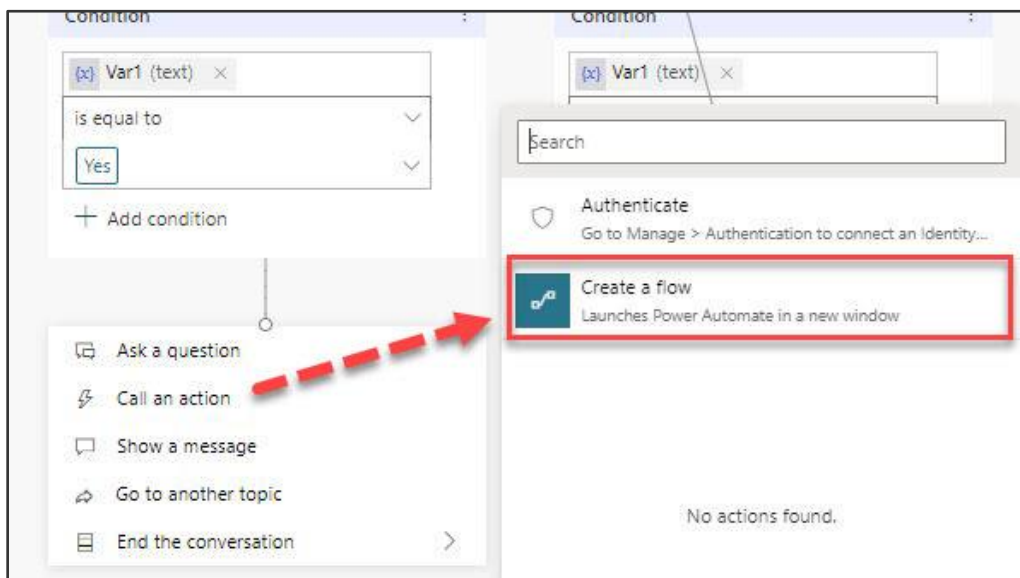 Condition
Condition
{x} Var1 (text) ×
{x} Var1 (text) ×
is equal to
Yes
+ Add condition
Ask a question
Call an action
Show a message
Go to another topic
End the conversation
Search
Authenticate
Go to Manage > Authentication to connect an Identity...
Create a flow
Launches Power Automate in a new window
No actions found.